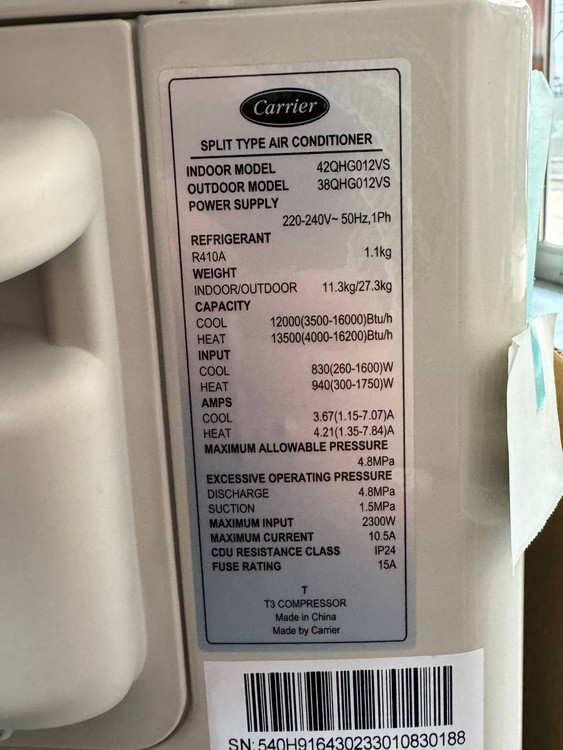 Carrier
SPLIT TYPE AIR CONDITIONER
INDOOR MODEL 42QHG012VS
OUTDOOR MODEL 38QHG012VS
POWER SUPPLY
220-240V~ 50Hz,1Ph
REFRIGERANT
R410A 1.1kg
WEIGHT
INDOOR/OUTDOOR 11.3kg/27.3kg
CAPACITY
COOL 12000(3500-16000)Btu/h
HEAT 13500(4000-16200)Btu/h
INPUT
COOL 830(260-1600)W
HEAT 940(300-1750)W
AMPS
COOL 3.67(1.15-7.07)A
HEAT 4.21(1.35-7.84)A
MAXIMUM ALLOWABLE PRESSURE
4.8MPa
EXCESSIVE OPERATING PRESSURE
DISCHARGE 4.8MPa
SUCTION 1.5MPa
MAXIMUM INPUT 2300W
MAXIMUM CURRENT 10.5A
CDU RESISTANCE CLASS IP24
FUSE RATING 15A
T
T3 COMPRESSOR
Made in China
Made by Carrier
SN:540H916430233010830188